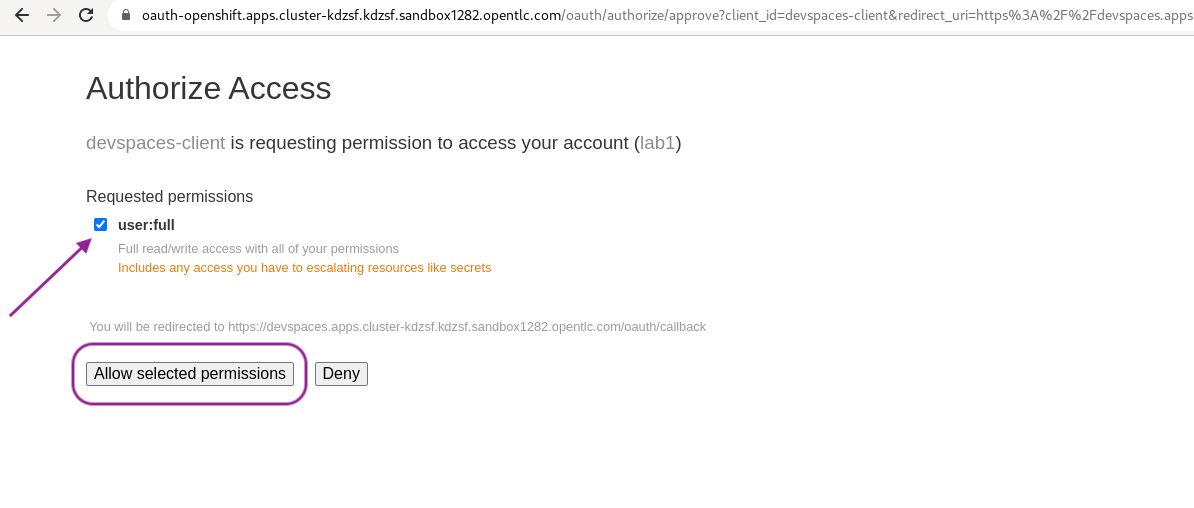 oauth-openshift.apps.cluster-kdzsf.kdzsf.sandbox1282.opentlc.com/oauth/authorize/approve?client_id=devspaces-client&redirect_uri=https%3A%2F%2Fdevspaces.apps
Authorize Access
devspaces-client is requesting permission to access your account (lab1)
Requested permissions
user:full
Full read/write access with all of your permissions
Includes any access you have to escalating resources like secrets
You will be redirected to https://devspaces.apps.cluster-kdzsf.kdzsf.sandbox1282.opentlc.com/oauth/callback
Allow selected permissions Deny